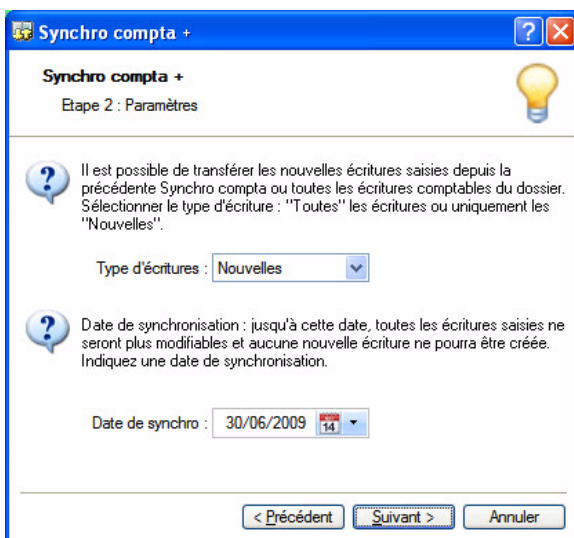 Synchro compta +
Synchro compta +
Etape 2 : Paramètres
Il est possible de transférer les nouvelles écritures saisies depuis la
précédente Synchro compta ou toutes les écritures comptables du dossier.
Sélectionner le type d'écriture : "Toutes" les écritures ou uniquement les
"Nouvelles".
Type d'écritures : Nouvelles
Date de synchronisation : jusqu'à cette date, toutes les écritures saisies ne
seront plus modifiables et aucune nouvelle écriture ne pourra être créée.
Indiquez une date de synchronisation.
Date de synchro : 30/06/2009 14
< Précédent Suivant > Annuler